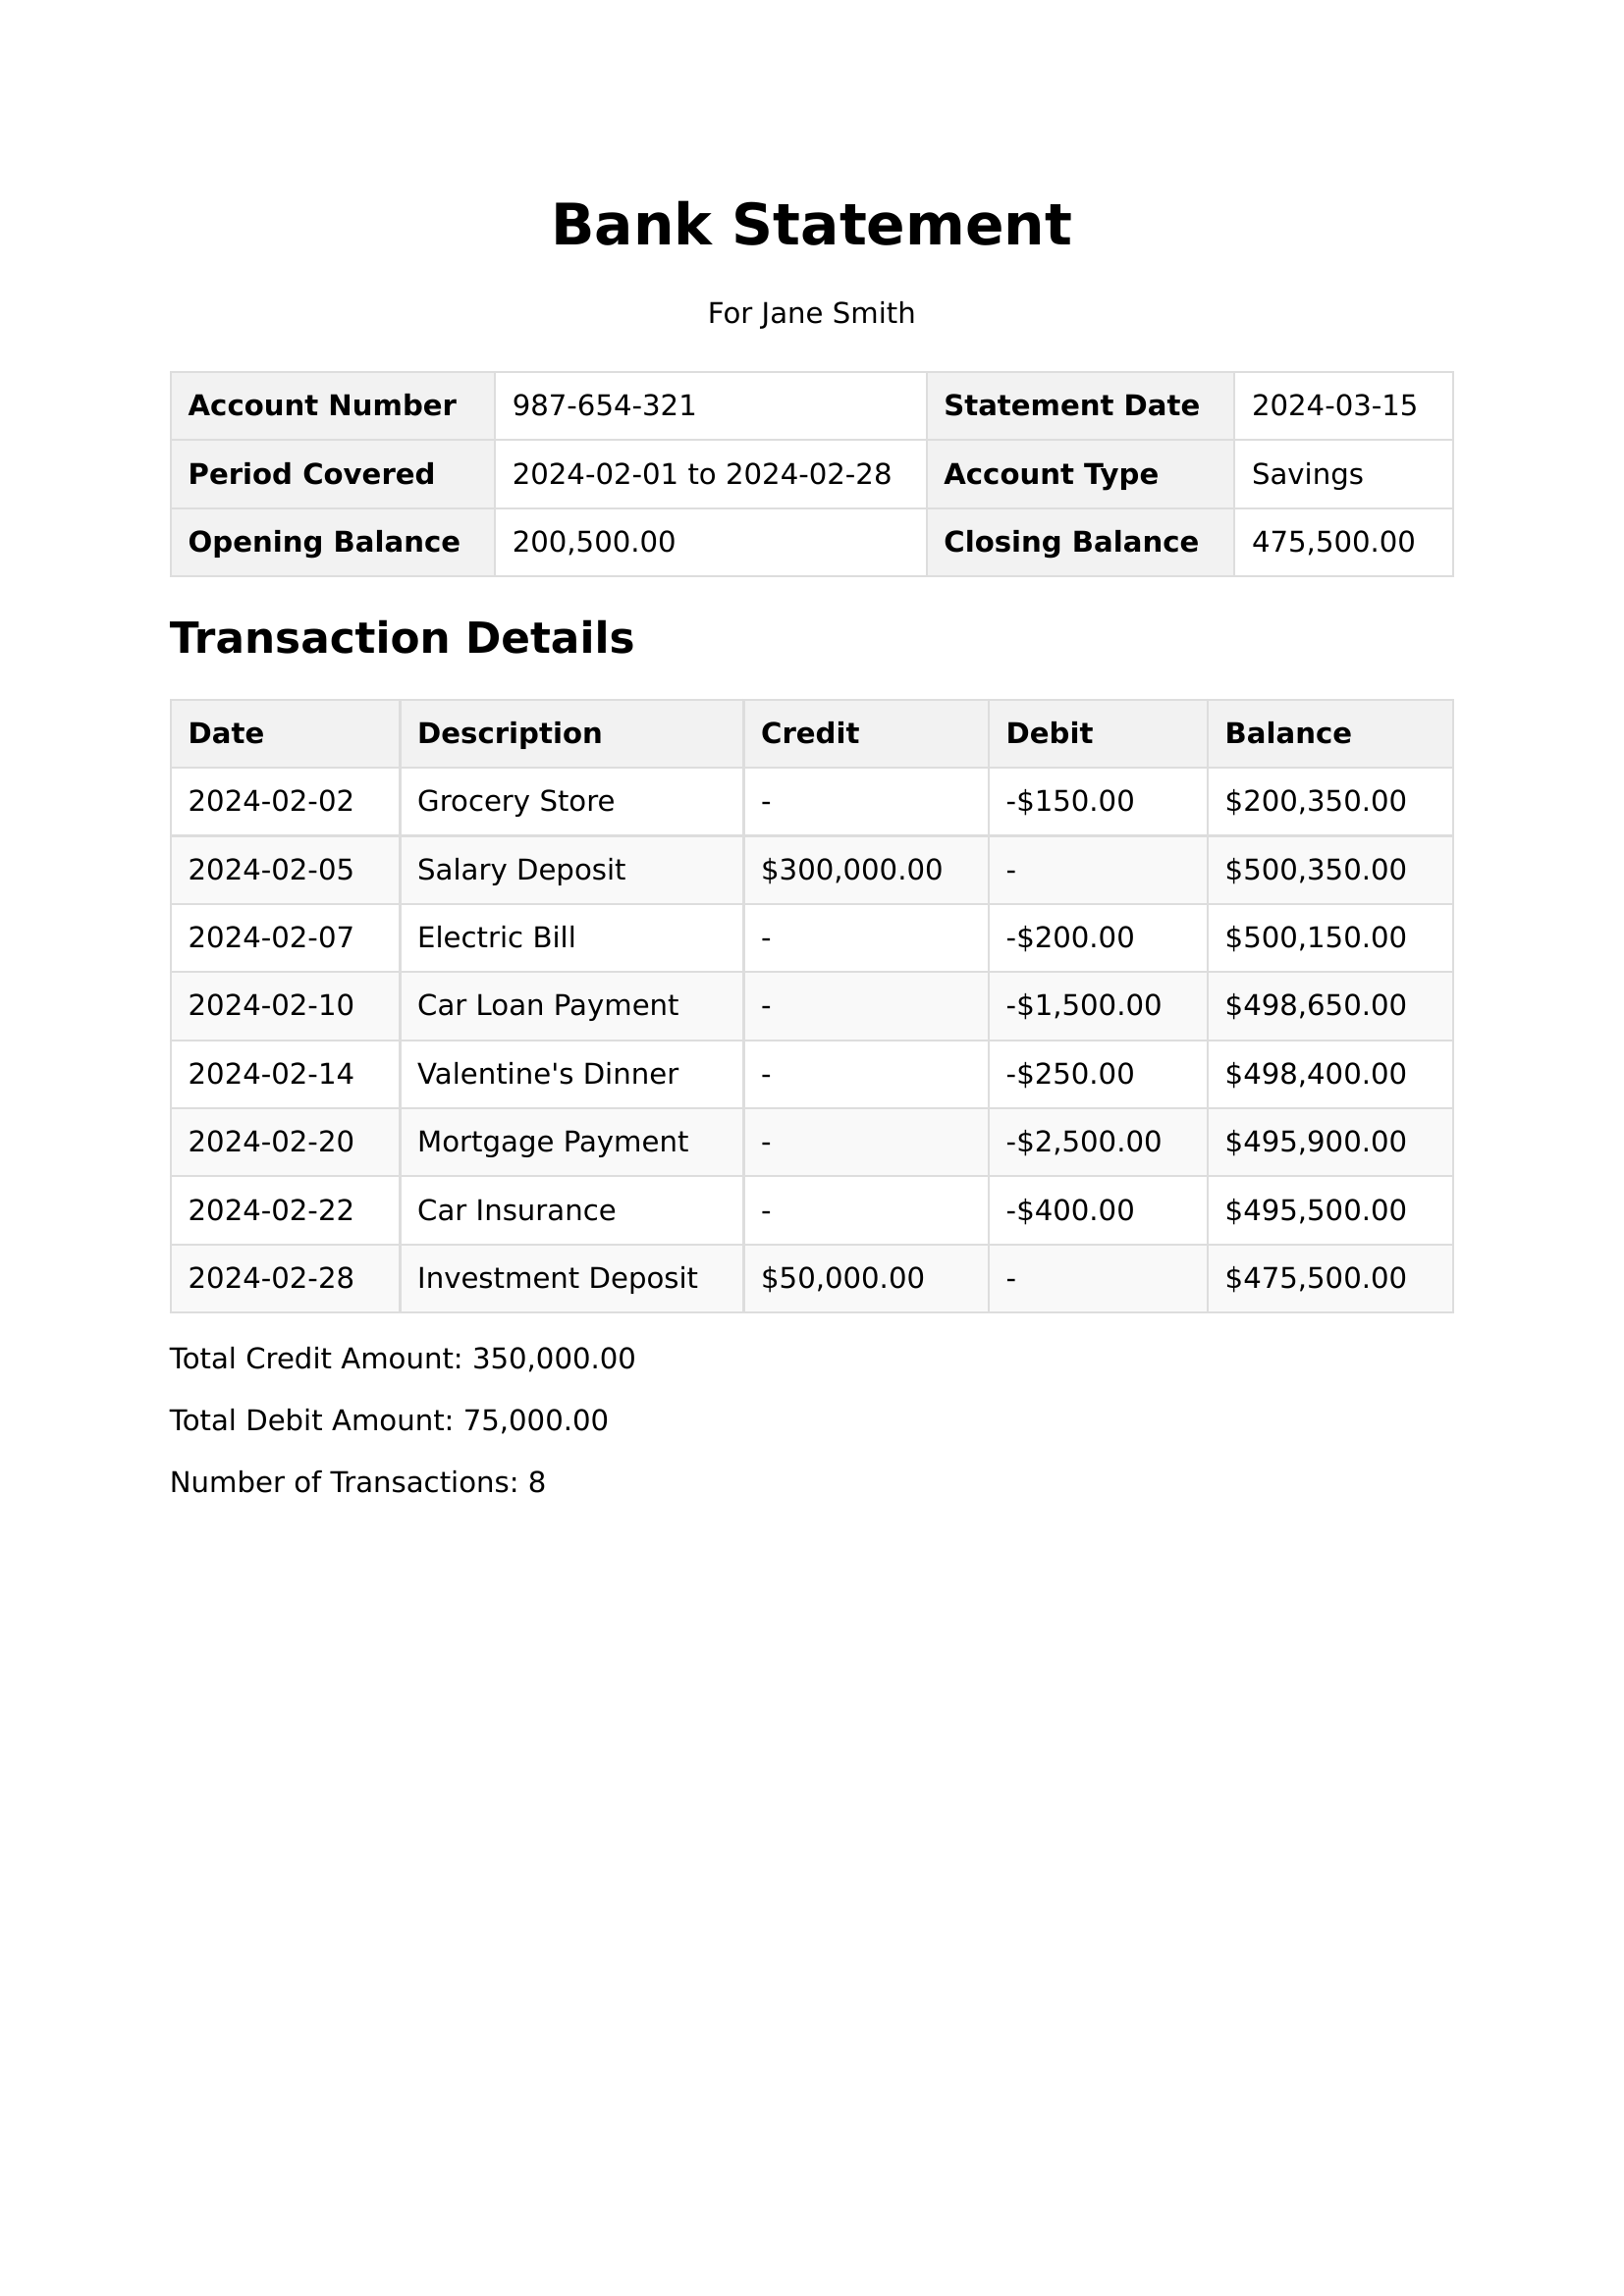 Bank Statement
For Jane Smith
Account Number 987-654-321 Statement Date 2024-03-15
Period Covered 2024-02-01 to 2024-02-28 Account Type Savings
Opening Balance 200,500.00 Closing Balance 475,500.00
Transaction Details
Date Description Credit Debit Balance
2024-02-02 Grocery Store - -$150.00 $200,350.00
2024-02-05 Salary Deposit $300,000.00 - $500,350.00
2024-02-07 Electric Bill - -$200.00 $500,150.00
2024-02-10 Car Loan Payment - -$1,500.00 $498,650.00
2024-02-14 Valentine's Dinner - -$250.00 $498,400.00
2024-02-20 Mortgage Payment - -$2,500.00 $495,900.00
2024-02-22 Car Insurance - -$400.00 $495,500.00
2024-02-28 Investment Deposit $50,000.00 - $475,500.00
Total Credit Amount: 350,000.00
Total Debit Amount: 75,000.00
Number of Transactions: 8